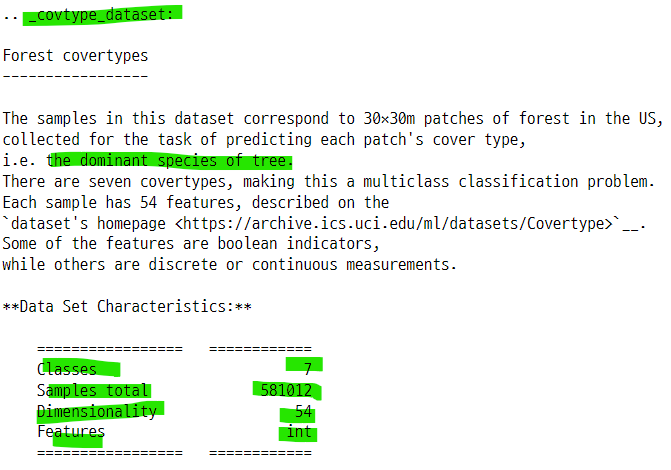 .. _covtype_dataset:
Forest covertypes
-----------------
The samples in this dataset correspond to 30×30m patches of forest in the US,
collected for the task of predicting each patch's cover type,
i.e. the dominant species of tree.
There are seven covertypes, making this a multiclass classification problem.
Each sample has 54 features, described on the
`dataset's homepage <https://archive.ics.uci.edu/ml/datasets/Covertype>`__.
Some of the features are boolean indicators,
while others are discrete or continuous measurements.
**Data Set Characteristics:**
=================   ============
Classes                        7
Samples total             581012
Dimensionality                54
Features                     int
=================   ============